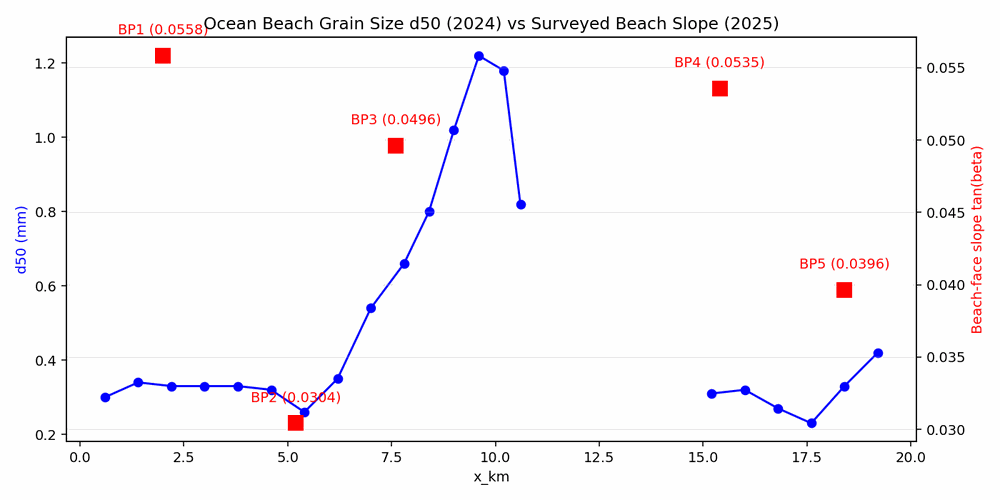 Ocean Beach Grain Size d50 (2024) vs Surveyed Beach Slope (2025)
BP1 (0.0558)
BP4 (0.0535)
BP3 (0.0496)
BP5 (0.0396)
BP2 (0.0304)
d50 (mm)
1.2
1.0
0.8
0.6
0.4
0.2
0.055
0.050
0.045
0.040
0.035
0.030
Beach-face slope tan(beta)
0.0 2.5 5.0 7.5 10.0 12.5 15.0 17.5 20.0
x_km